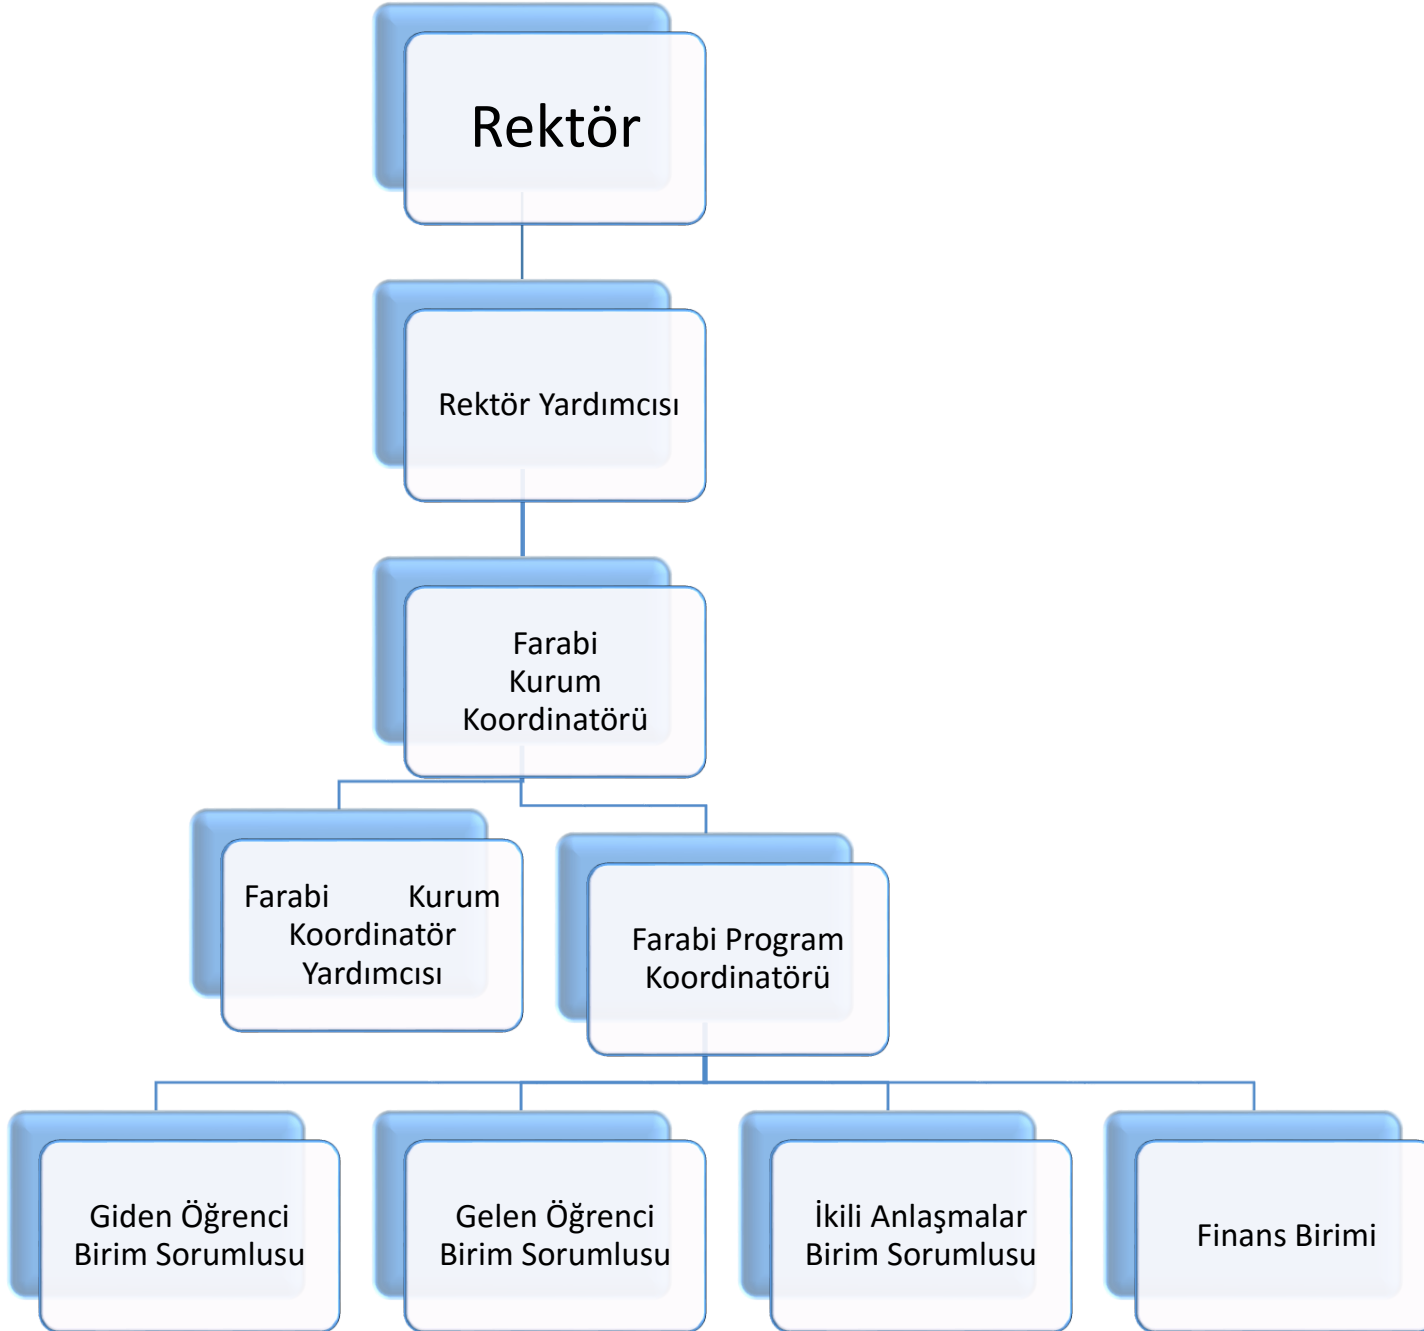 Rektör
Rektör Yardımcısı
Farabi
Kurum
Koordinatörü
Farabi Kurum
Koordinatör
Yardımcısı
Farabi Program
Koordinatörü
Giden Öğrenci
Birim Sorumlusu
Gelen Öğrenci
Birim Sorumlusu
İkili Anlaşmalar
Birim Sorumlusu
Finans Birimi